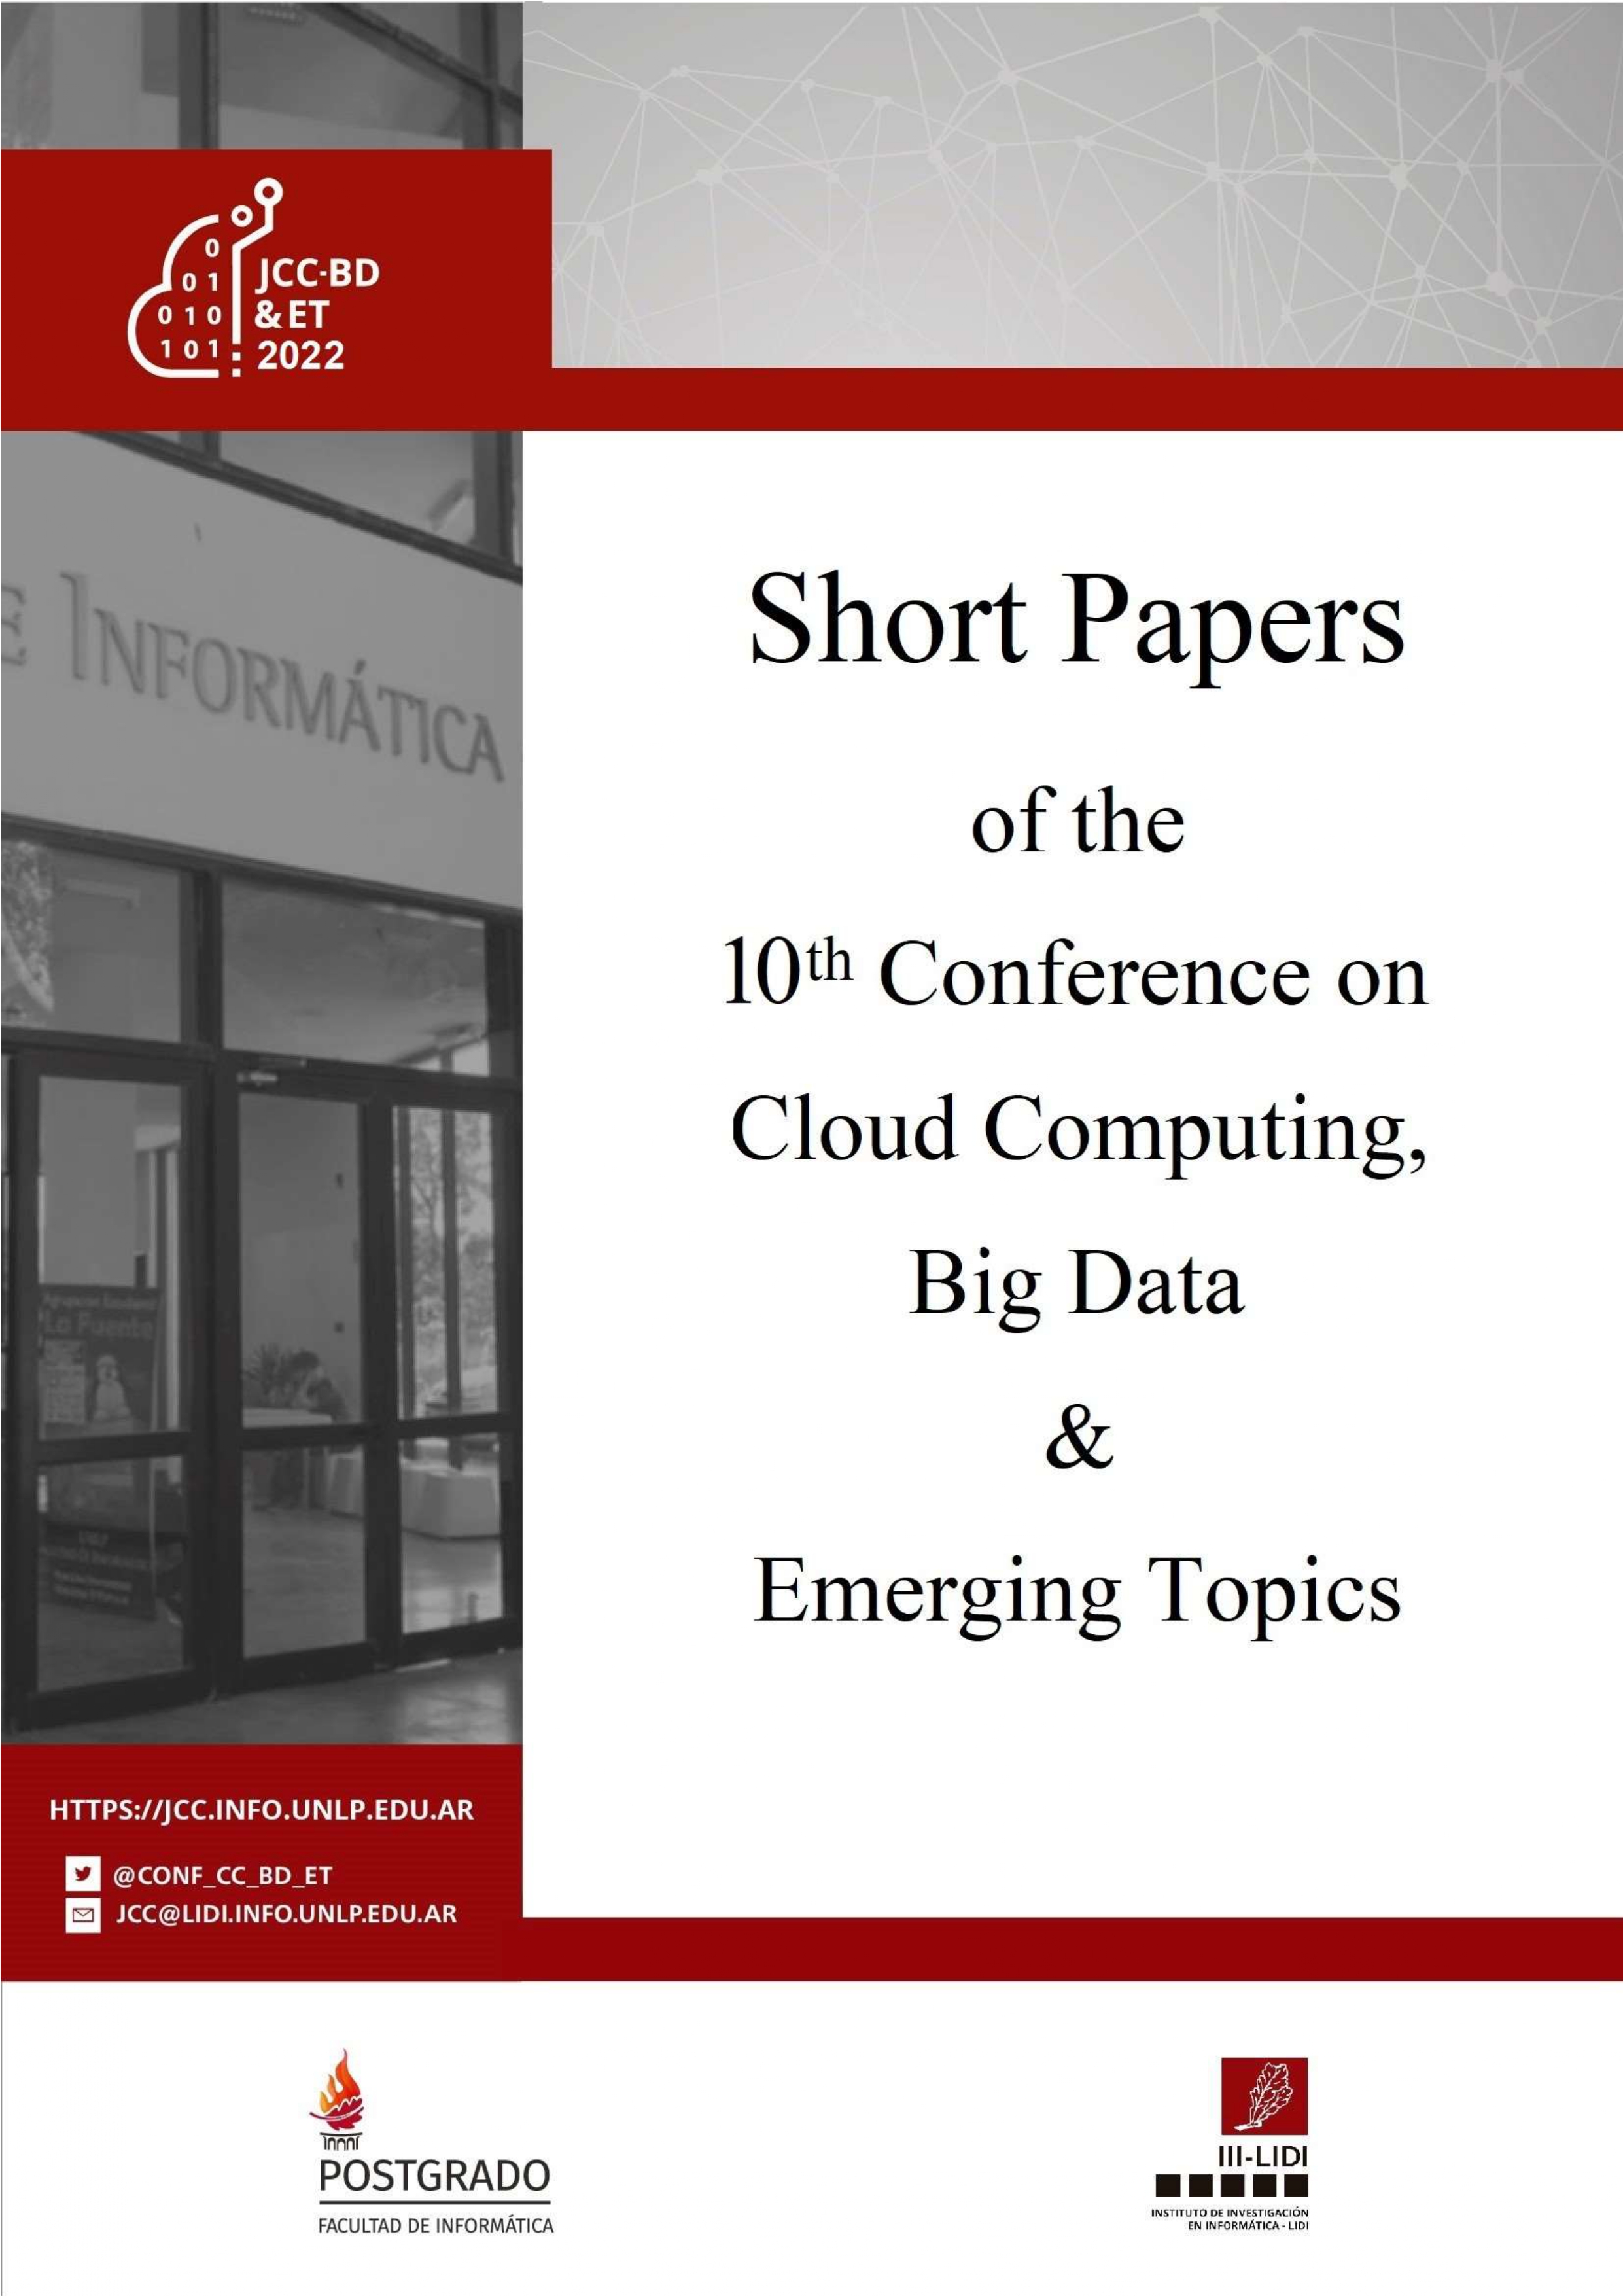 0
0 1
0 1 0
1 0 1
JCC-BD
& ET
2022
E INFORMÁTICA
Short Papers
of the
10th Conference on
Cloud Computing,
Big Data
&
Emerging Topics
La Fuente
HTTPS://JCC.INFO.UNLP.EDU.AR
@CONF_CC_BD_ET
JCC@LIDI.INFO.UNLP.EDU.AR
POSTGRADO
FACULTAD DE INFORMÁTICA
III-LIDI
INSTITUTO DE INVESTIGACIÓN
EN INFORMÁTICA - LIDI